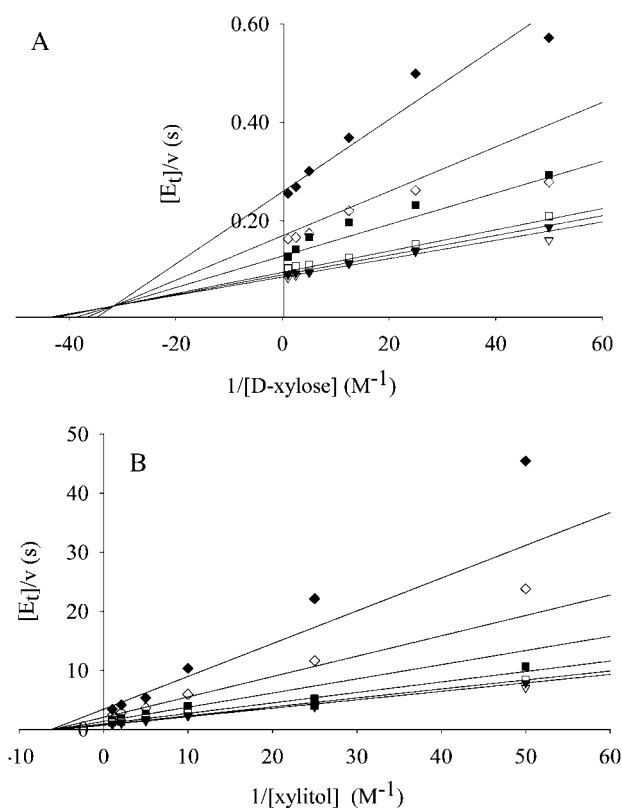 A
0.60
0.40
0.20
[Eₜ]/v (s)
-40 -20 0 20 40 60
1/[D-xylose] (M⁻¹)
B
50
40
30
20
10
0
[Eₜ]/v (s)
-10 0 10 20 30 40 50 60
1/[xylitol] (M⁻¹)